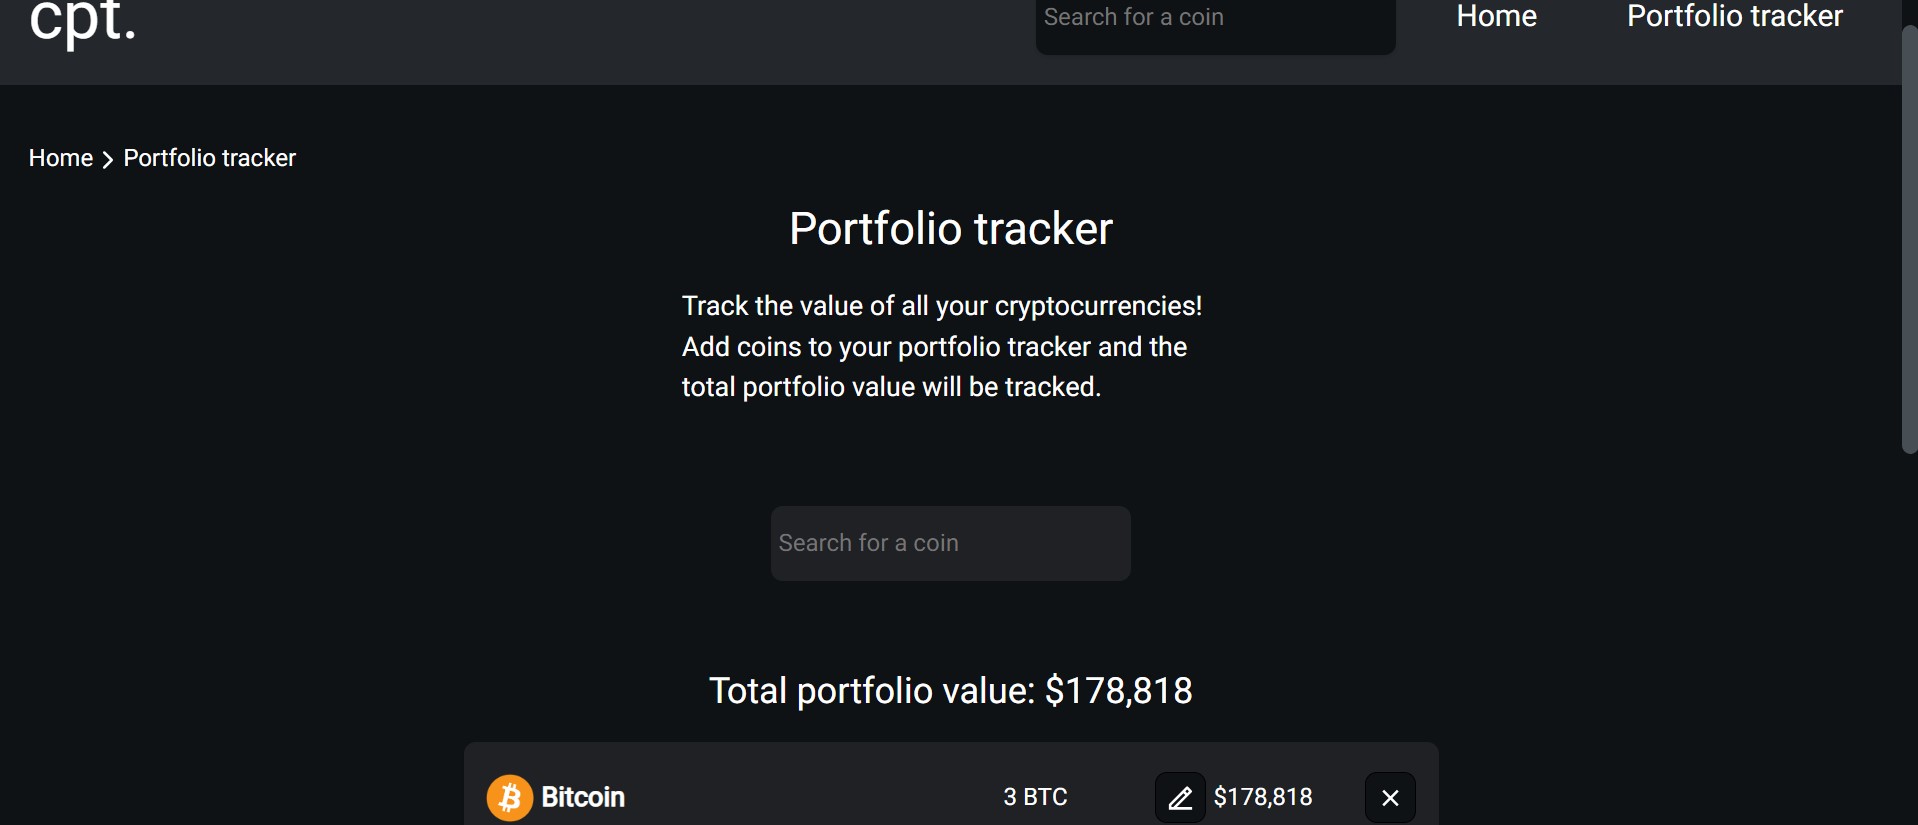 cpt.
Search for a coin
Home
Portfolio tracker
Home > Portfolio tracker
Portfolio tracker
Track the value of all your cryptocurrencies!
Add coins to your portfolio tracker and the
total portfolio value will be tracked.
Search for a coin
Total portfolio value: $178,818
Bitcoin 3 BTC $178,818